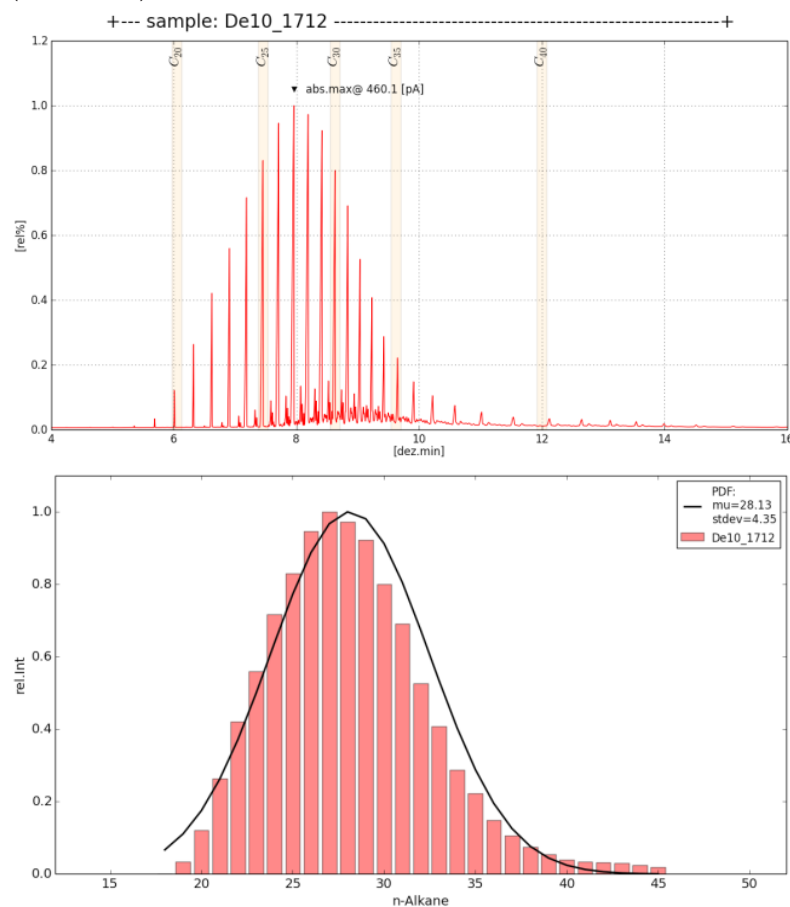 +--- sample: De10_1712 ---------------------------------------------------------------+
1.2
1.0
0.8
0.6
0.4
0.2
0.0
[rel%]
C20
C25
C30
C35
C40
▼ abs.max@ 460.1 [pA]
4
6
8
10
12
14
16
[dez.min]
1.0
0.8
0.6
0.4
0.2
0.0
rel.Int
PDF:
mu=28.13
stdev=4.35
De10_1712
15
20
25
30
35
40
45
50
n-Alkane